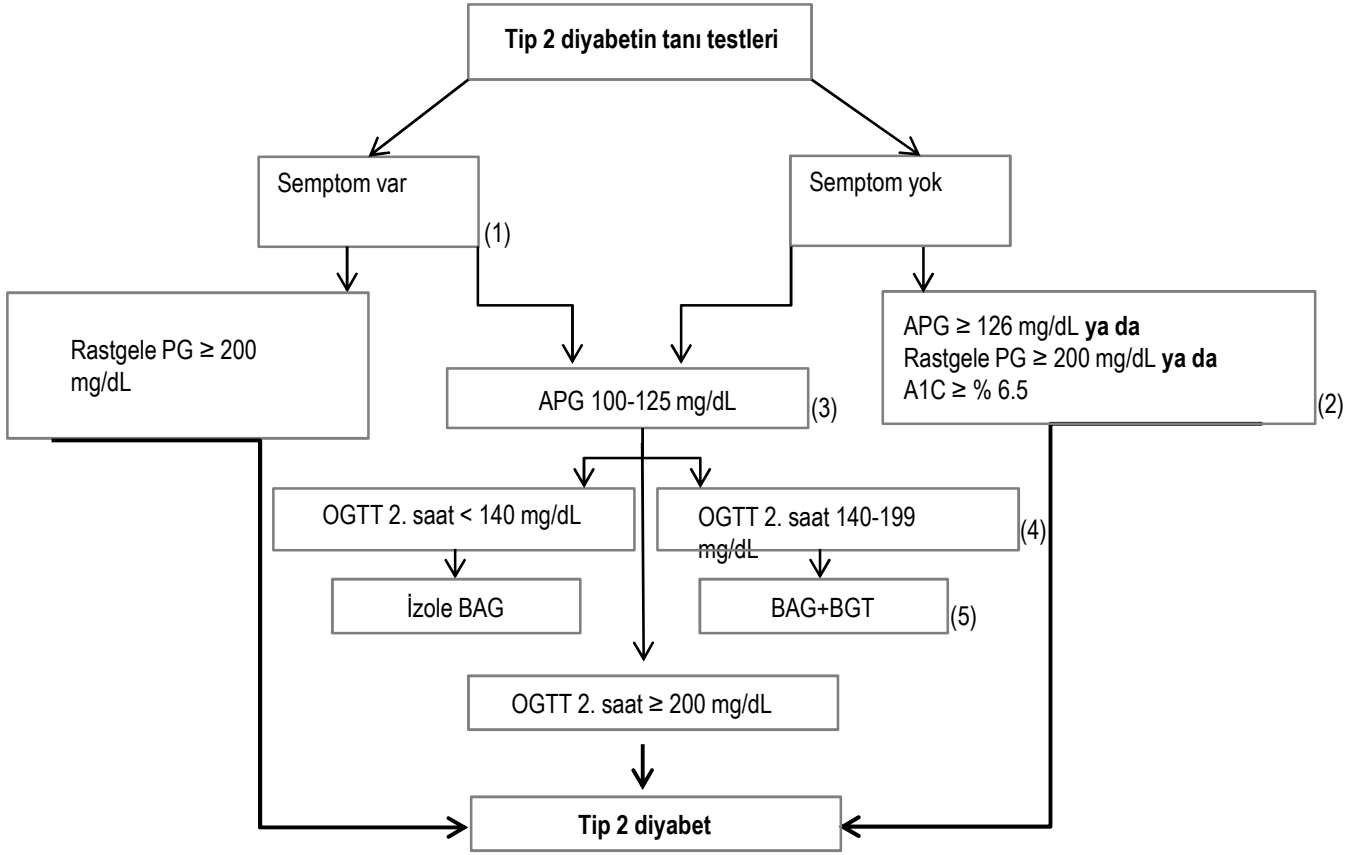 Tip 2 diyabetin tanı testleri
Semptom var
(1)
Semptom yok
Rastgele PG ≥ 200
mg/dL
APG ≥ 126 mg/dL ya da
Rastgele PG ≥ 200 mg/dL ya da
A1C ≥ % 6.5
(2)
APG 100-125 mg/dL
(3)
OGTT 2. saat < 140 mg/dL
OGTT 2. saat 140-199
mg/dL
(4)
İzole BAG
BAG+BGT
(5)
OGTT 2. saat ≥ 200 mg/dL
Tip 2 diyabet